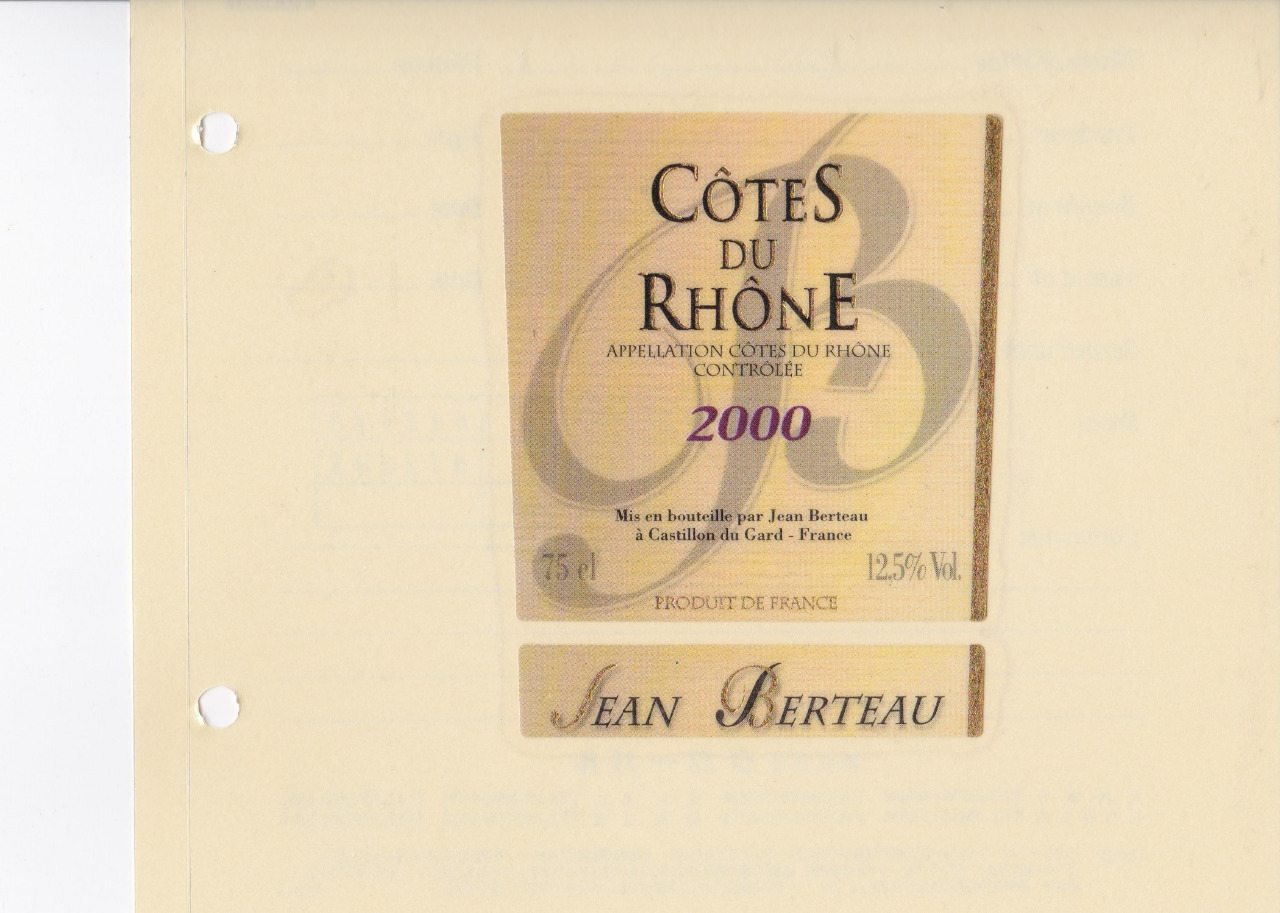 CÔTES
DU
RHÔNE
APPELLATION CÔTES DU RHÔNE
CONTRÔLÉE
2000
Mis en bouteille par Jean Berteau
à Castillon du Gard - France
75 cl 12,5% Vol.
PRODUIT DE FRANCE
JEAN BERTEAU